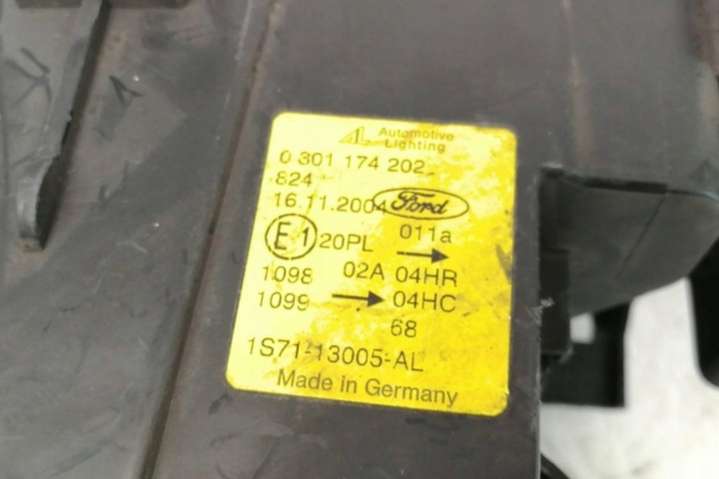 AL Automotive Lighting
0 301 174 202
824
16.11.2004 Ford
E1 20PL 011a →
1098 02A 04HR
1099 → 04HC
68
1S71-13005-AL
Made in Germany